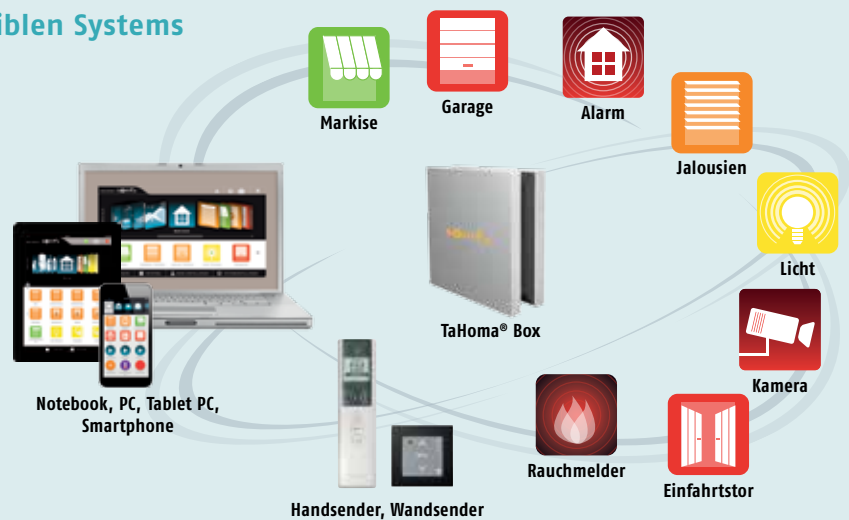 iblen Systems
Markise
Garage
Alarm
Jalousien
Licht
TaHoma® Box
Kamera
Notebook, PC, Tablet PC,
Smartphone
Rauchmelder
Einfahrtstor
Handsender, Wandsender